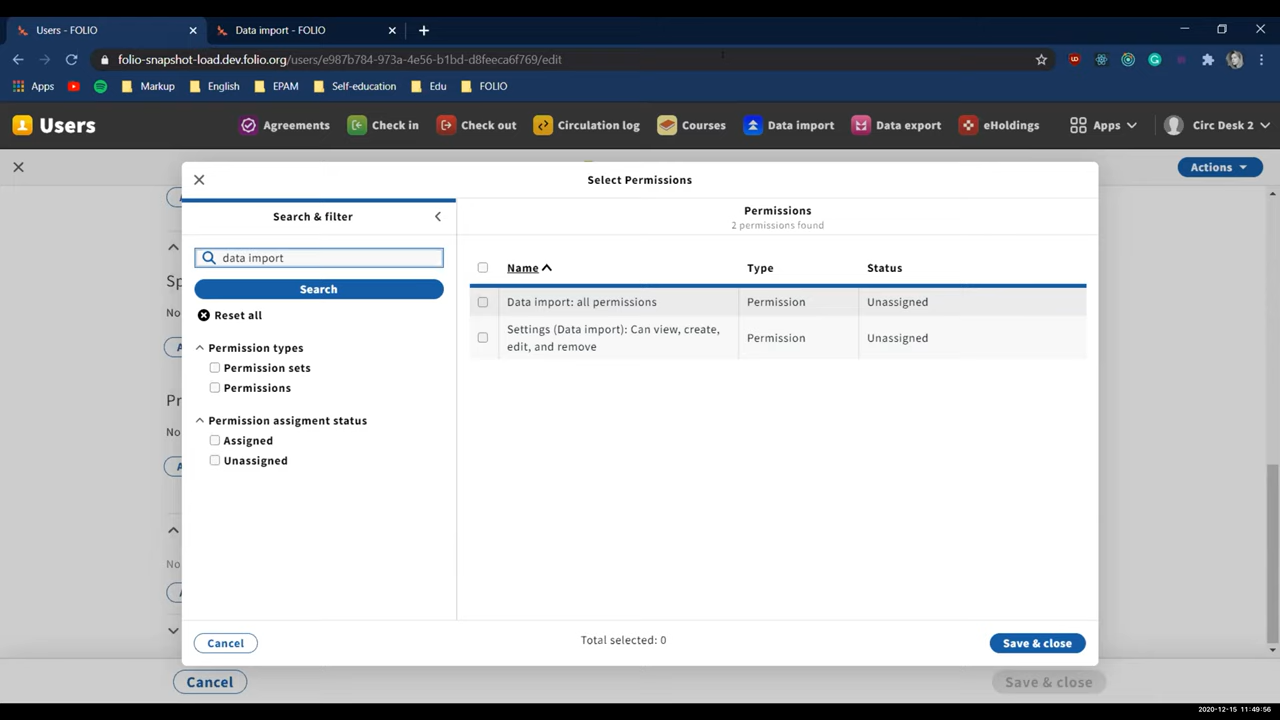 Users - FOLIO
Data import - FOLIO
folio-snapshot-load.dev.folio.org/users/e987b784-973a-4e56-b1bd-d8feeca6f769/edit
Apps
Markup
English
EPAM
Self-education
Edu
FOLIO
Users
Agreements
Check in
Check out
Circulation log
Courses
Data import
Data export
eHoldings
Apps
Circ Desk 2
Actions
Select Permissions
Search & filter
Permissions
2 permissions found
data import
Search
Reset all
Permission types
Permission sets
Permissions
Permission assigment status
Assigned
Unassigned
Name
Type
Status
Data import: all permissions
Permission
Unassigned
Settings (Data import): Can view, create,
edit, and remove
Permission
Unassigned
Cancel
Total selected: 0
Save & close
Cancel
Save & close
2020-12-15 11:49:56